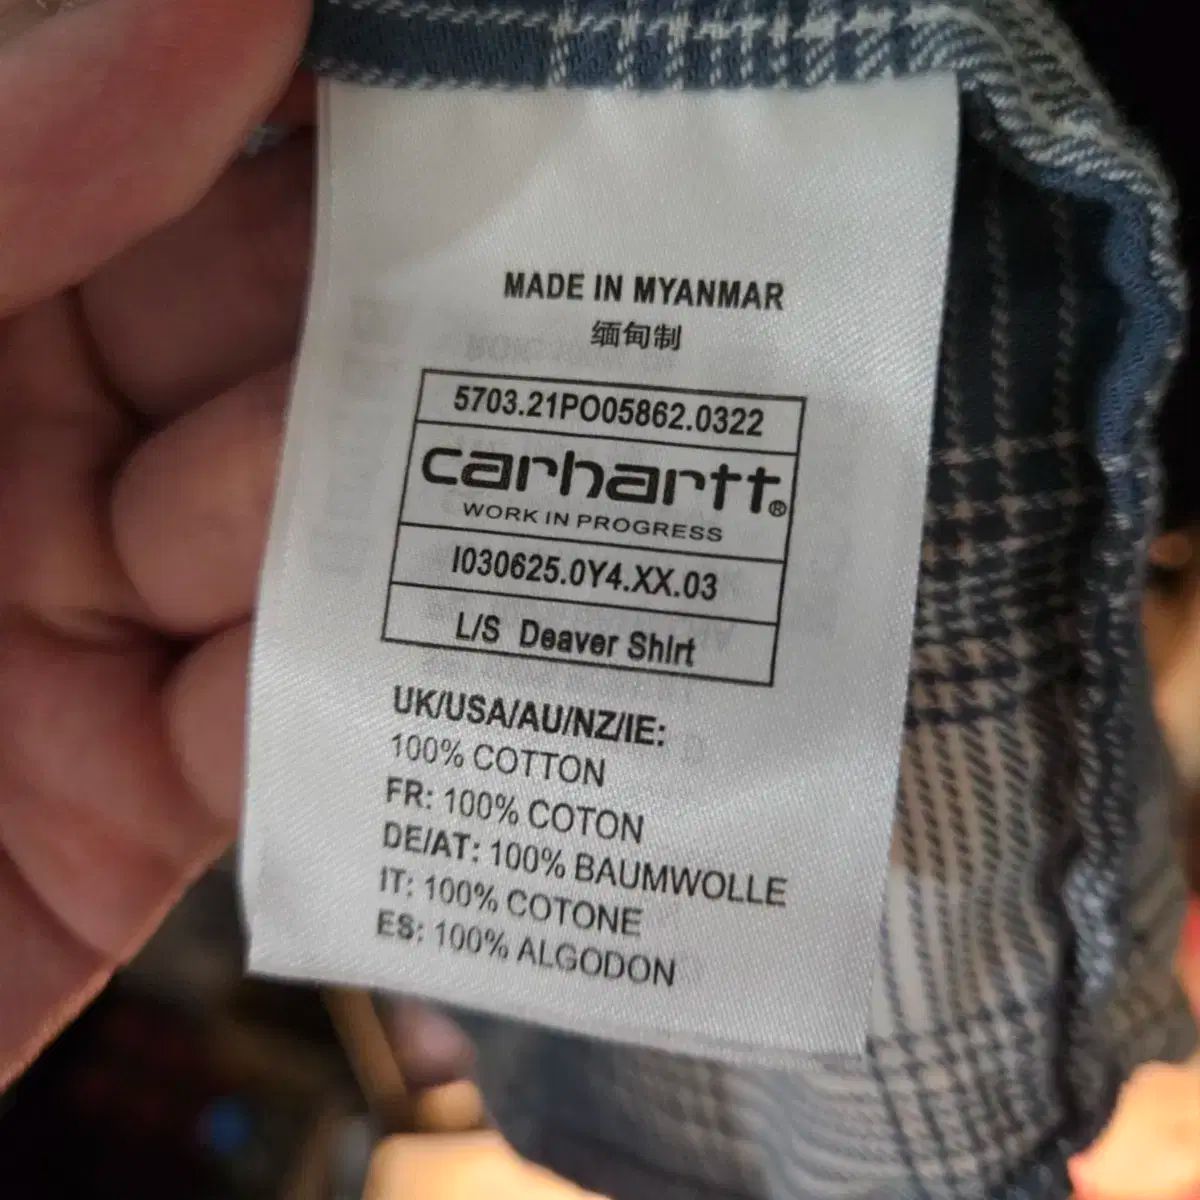 MADE IN MYANMAR
缅甸制
5703.21PO05862.0322
carhartt®
WORK IN PROGRESS
I030625.0Y4.XX.03
L/S Deaver Shirt
UK/USA/AU/NZ/IE:
100% COTTON
FR: 100% COTON
DE/AT: 100% BAUMWOLLE
IT: 100% COTONE
ES: 100% ALGODON